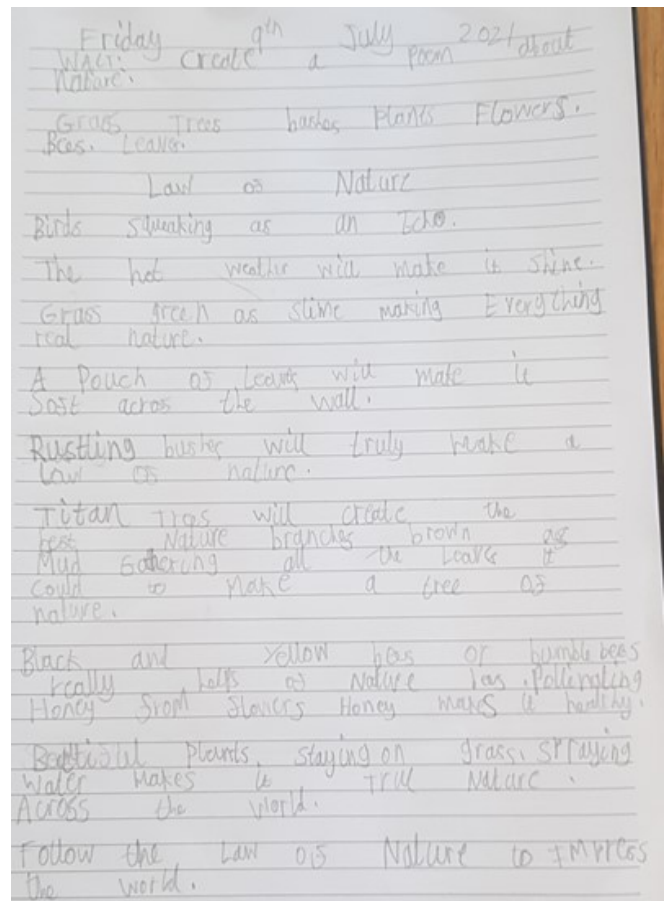 Friday 9th July 2021
WALT: Create a Poem about
Nature.
Grass Trees bushes Plants Flowers.
Bees. Leaves.
Law of Nature
Birds squeaking as an Echo.
The hot weather will make it shine.
Grass green as slime making Everything
real nature.
A Pouch of Leaves will make it
Soft across the wall.
Rustling bushes will truly make a
Law of nature.
Titan Trees will create the
best Nature branches brown as
Mud Gathering all the Leaves it
Could to Make a tree of
nature.
Black and Yellow bees or bumble bees
really helps of Nature has. Pollinating
Honey from flowers Honey makes it healthy.
Beautiful Plants, staying on grass. Spraying
Water Makes it True Nature.
Across the World.
Follow the Law of Nature to Impress
the world.